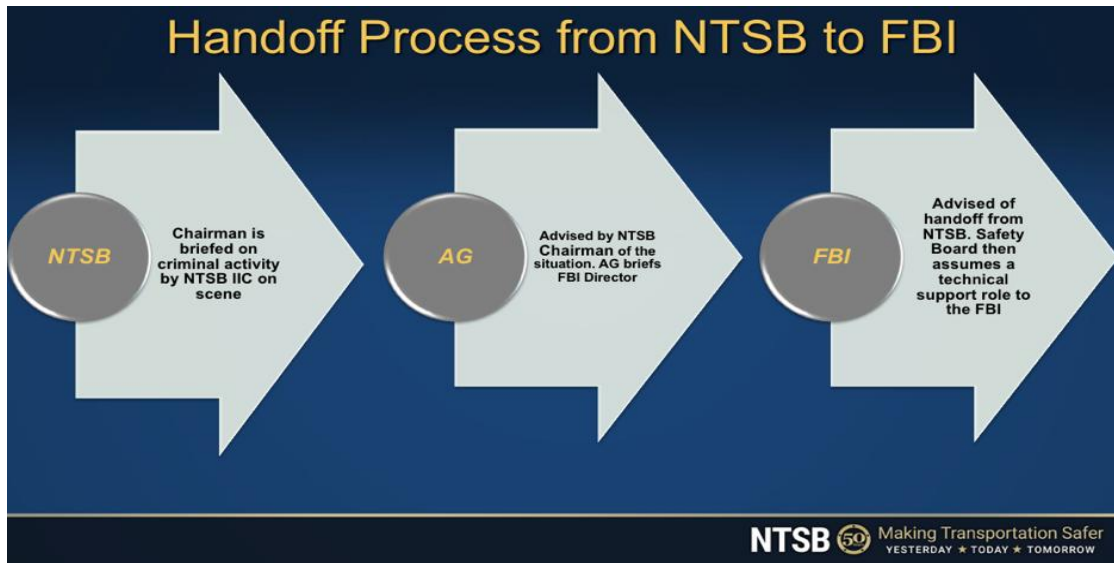 Handoff Process from NTSB to FBI
NTSB
Chairman is
briefed on
criminal activity
by NTSB IIC on
scene
AG
Advised by NTSB
Chairman of the
situation. AG briefs
FBI Director
FBI
Advised of
handoff from
NTSB. Safety
Board then
assumes a
technical
support role to
the FBI
NTSB 50 Making Transportation Safer
YESTERDAY ★ TODAY ★ TOMORROW